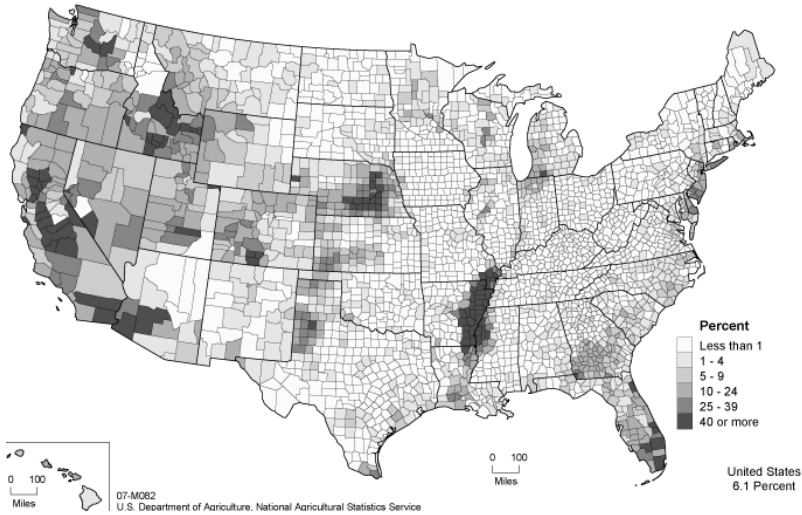 Percent
Less than 1
1 - 4
5 - 9
10 - 24
25 - 39
40 or more
0 100
Miles
United States
6.1 Percent
0 100
Miles
07-M082
U.S. Department of Agriculture, National Agricultural Statistics Service